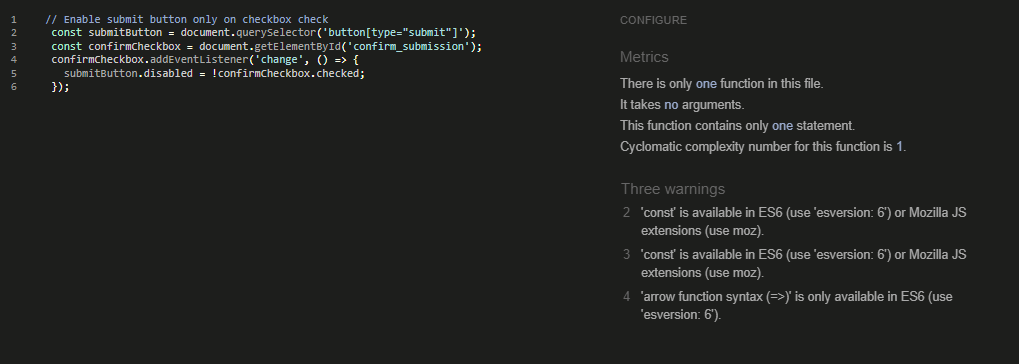 1 // Enable submit button only on checkbox check
2 const submitButton = document.querySelector('button[type="submit"]');
3 const confirmCheckbox = document.getElementById('confirm_submission');
4 confirmCheckbox.addEventListener('change', () => {
5 submitButton.disabled = !confirmCheckbox.checked;
6 });
CONFIGURE
Metrics
There is only one function in this file.
It takes no arguments.
This function contains only one statement.
Cyclomatic complexity number for this function is 1.
Three warnings
2 'const' is available in ES6 (use 'esversion: 6') or Mozilla JS
extensions (use moz).
3 'const' is available in ES6 (use 'esversion: 6') or Mozilla JS
extensions (use moz).
4 'arrow function syntax (=>)' is only available in ES6 (use
'esversion: 6').